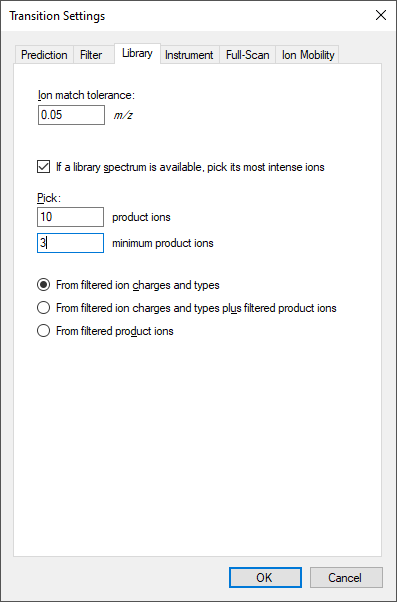 Transition Settings
Prediction Filter Library Instrument Full-Scan Ion Mobility
Ion match tolerance:
0.05 m/z
If a library spectrum is available, pick its most intense ions
Pick:
10 product ions
3 minimum product ions
From filtered ion charges and types
From filtered ion charges and types plus filtered product ions
From filtered product ions
OK Cancel